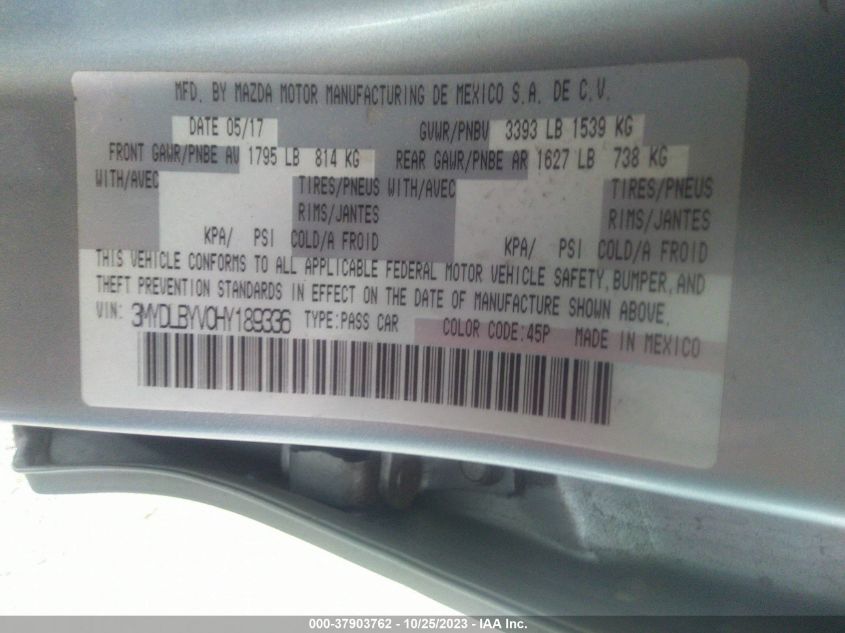 MFD. BY MAZDA MOTOR MANUFACTURING DE MEXICO S.A. DE C.V.
DATE 05/17 GVWR/PNBV 3393 LB 1539 KG
FRONT GAWR/PNBE AV 1795 LB 814 KG REAR GAWR/PNBE AR 1627 LB 738 KG
WITH/AVEC TIRES/PNEUS WITH/AVEC TIRES/PNEUS
RIMS/JANTES RIMS/JANTES
KPA/ PSI COLD/A FROID KPA/ PSI COLD/A FROID
THIS VEHICLE CONFORMS TO ALL APPLICABLE FEDERAL MOTOR VEHICLE SAFETY, BUMPER, AND
THEFT PREVENTION STANDARDS IN EFFECT ON THE DATE OF MANUFACTURE SHOWN ABOVE.
VIN: 3MYDLBYV0HY189336 TYPE:PASS CAR COLOR CODE:45P MADE IN MEXICO
000-37903762 - 10/25/2023 - IAA Inc.